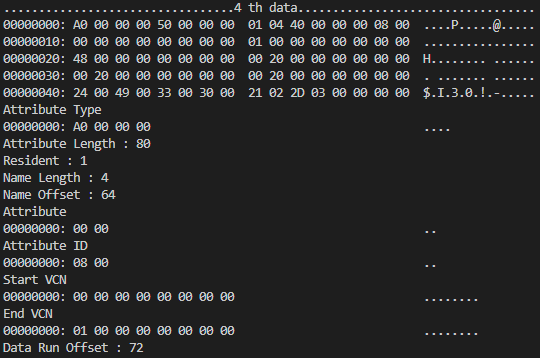 .................................4 th data..................................
00000000: A0 00 00 00 50 00 00 00  01 04 40 00 00 00 08 00  ....P.....@.....
00000010: 00 00 00 00 00 00 00 00  01 00 00 00 00 00 00 00  ................
00000020: 48 00 00 00 00 00 00 00  00 20 00 00 00 00 00 00  H........ ......
00000030: 00 20 00 00 00 00 00 00  00 20 00 00 00 00 00 00  . ....... ......
00000040: 24 00 49 00 33 00 30 00  21 02 2D 03 00 00 00 00  $.I.3.0.!.-.....
Attribute Type
00000000: A0 00 00 00                                       ....
Attribute Length : 80
Resident : 1
Name Length : 4
Name Offset : 64
Attribute
00000000: 00 00                                             ..
Attribute ID
00000000: 08 00                                             ..
Start VCN
00000000: 00 00 00 00 00 00 00 00                           ........
End VCN
00000000: 01 00 00 00 00 00 00 00                           ........
Data Run Offset : 72